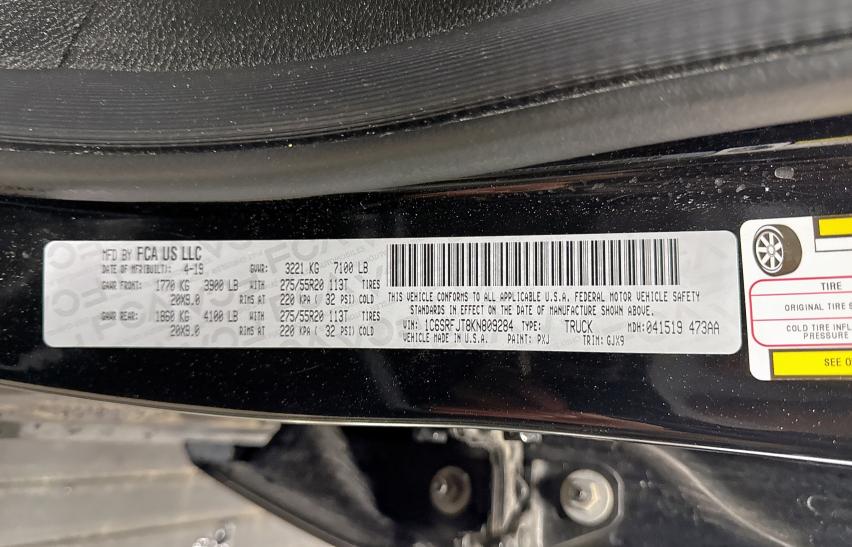 MFD BY FCA US LLC
DATE OF MFR(BUILT): 4-19 GVWR: 3221 KG 7100 LB
GAWR FRONT: 1770 KG 3900 LB WITH 275/55R20 113T TIRES
20X9.0 RIMS AT 220 KPA ( 32 PSI) COLD
GAWR REAR: 1860 KG 4100 LB WITH 275/55R20 113T TIRES
20X9.0 RIMS AT 220 KPA ( 32 PSI) COLD
THIS VEHICLE CONFORMS TO ALL APPLICABLE U.S.A. FEDERAL MOTOR VEHICLE SAFETY
STANDARDS IN EFFECT ON THE DATE OF MANUFACTURE SHOWN ABOVE.
VIN: 1C6SRFJT8KN809284 TYPE: TRUCK MDH: 041519 473AA
VEHICLE MADE IN U.S.A. PAINT: PXJ TRIM: GJX9
TIRE
ORIGINAL TIRE
COLD TIRE INFL
PRESSURE
SEE